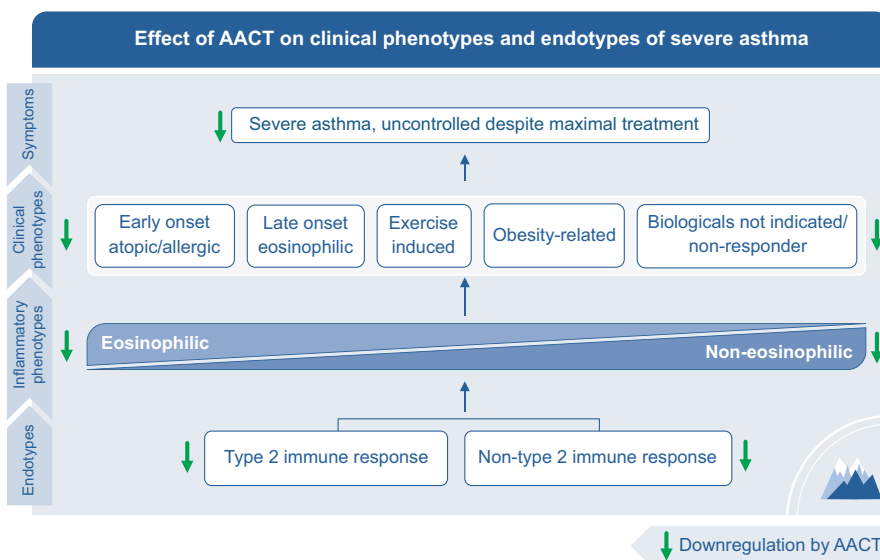 Effect of AACT on clinical phenotypes and endotypes of severe asthma
Symptoms
Severe asthma, uncontrolled despite maximal treatment
Clinical
phenotypes
Early onset
atopic/allergic
Late onset
eosinophilic
Exercise
induced
Obesity-related
Biologicals not indicated/
non-responder
Inflammatory
phenotypes
Eosinophilic
Non-eosinophilic
Endotypes
Type 2 immune response
Non-type 2 immune response
Downregulation by AACT